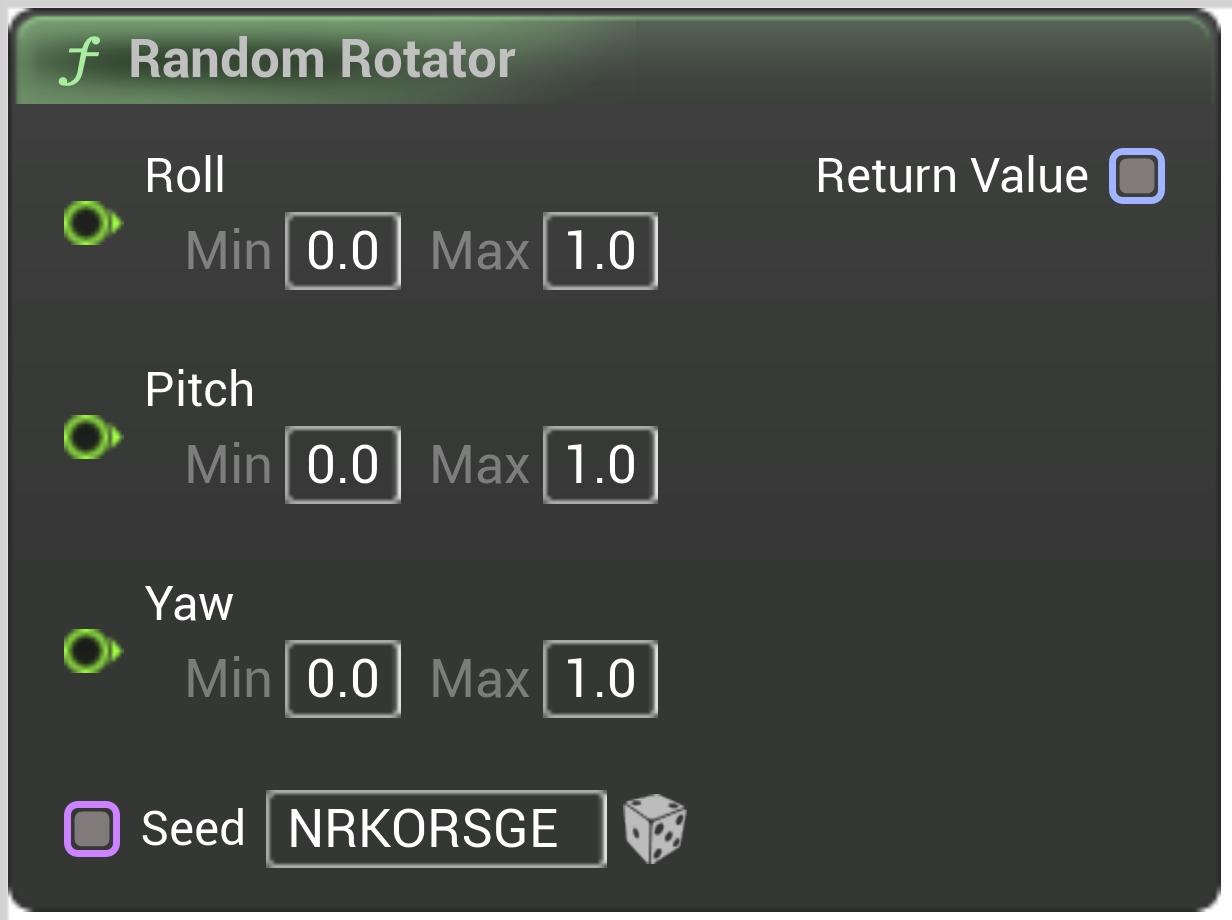 f Random Rotator
Roll Return Value
Min 0.0 Max 1.0
Pitch
Min 0.0 Max 1.0
Yaw
Min 0.0 Max 1.0
Seed NRKORSGE